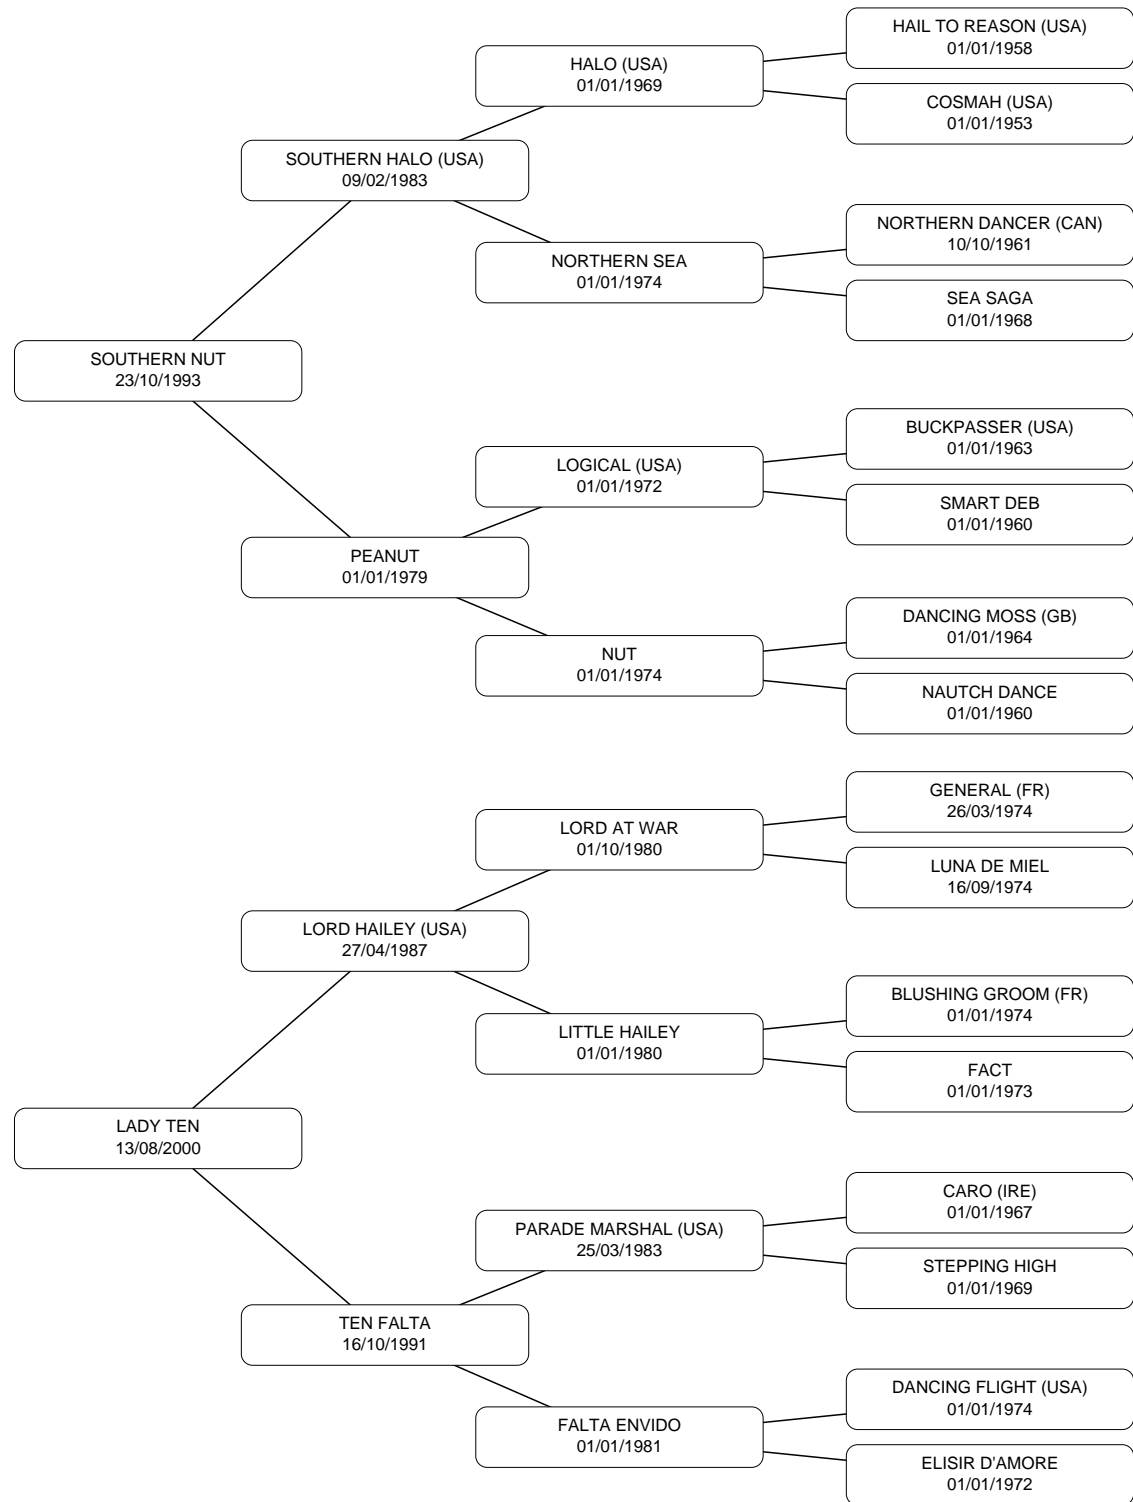 HAIL TO REASON (USA)
01/01/1958
HALO (USA)
01/01/1969
COSMAH (USA)
01/01/1953
SOUTHERN HALO (USA)
09/02/1983
NORTHERN DANCER (CAN)
10/10/1961
NORTHERN SEA
01/01/1974
SEA SAGA
01/01/1968
SOUTHERN NUT
23/10/1993
BUCKPASSER (USA)
01/01/1963
LOGICAL (USA)
01/01/1972
SMART DEB
01/01/1960
PEANUT
01/01/1979
DANCING MOSS (GB)
01/01/1964
NUT
01/01/1974
NAUTCH DANCE
01/01/1960
GENERAL (FR)
26/03/1974
LORD AT WAR
01/10/1980
LUNA DE MIEL
16/09/1974
LORD HAILEY (USA)
27/04/1987
BLUSHING GROOM (FR)
01/01/1974
LITTLE HAILEY
01/01/1980
FACT
01/01/1973
LADY TEN
13/08/2000
CARO (IRE)
01/01/1967
PARADE MARSHAL (USA)
25/03/1983
STEPPING HIGH
01/01/1969
TEN FALTA
16/10/1991
DANCING FLIGHT (USA)
01/01/1974
FALTA ENVIDO
01/01/1981
ELISIR D'AMORE
01/01/1972